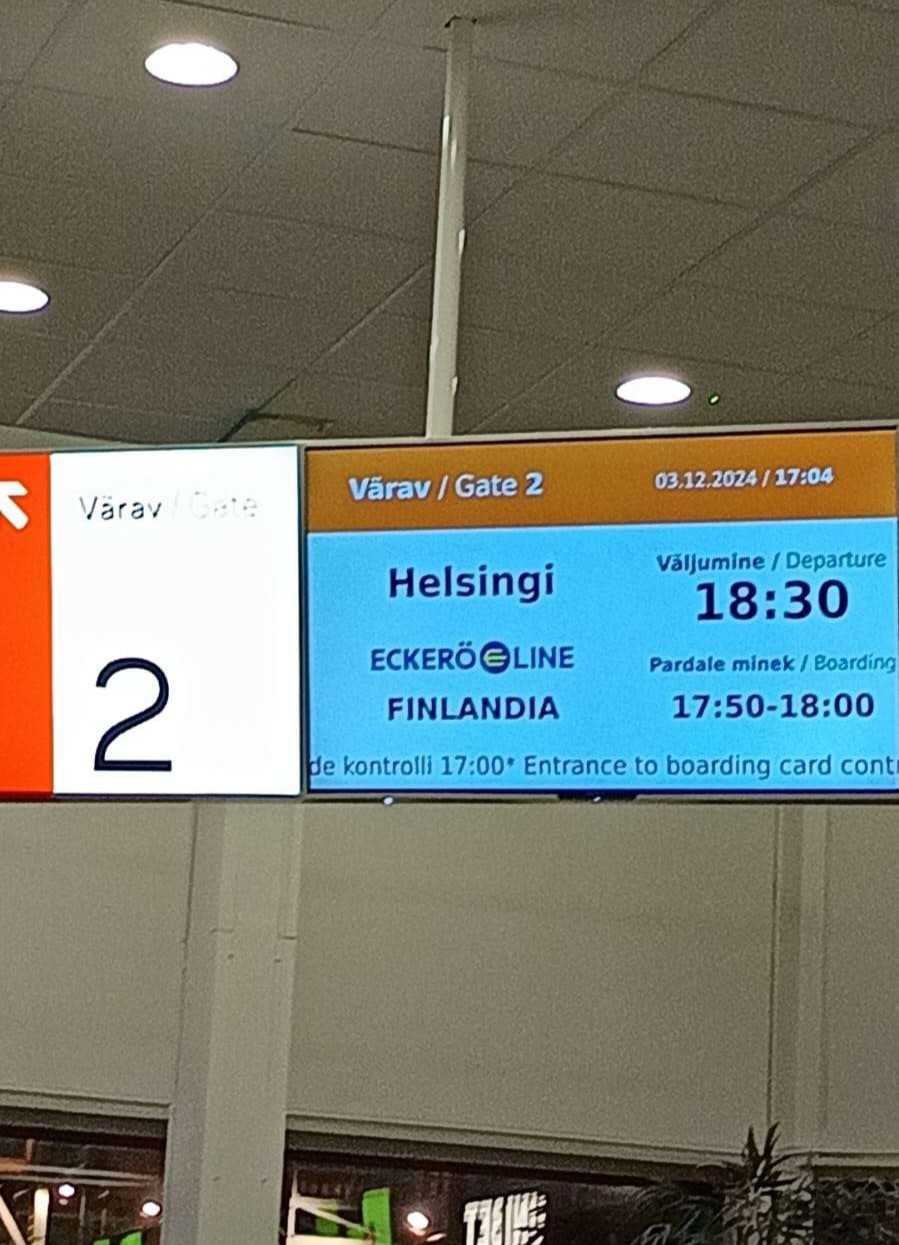 Värav / Gate
2
Värav / Gate 2
03.12.2024 / 17:04
Helsingi
Väljumine / Departure
18:30
ECKERÖ LINE
FINLANDIA
Pardale minek / Boarding
17:50-18:00
de kontrolli 17:00* Entrance to boarding card cont